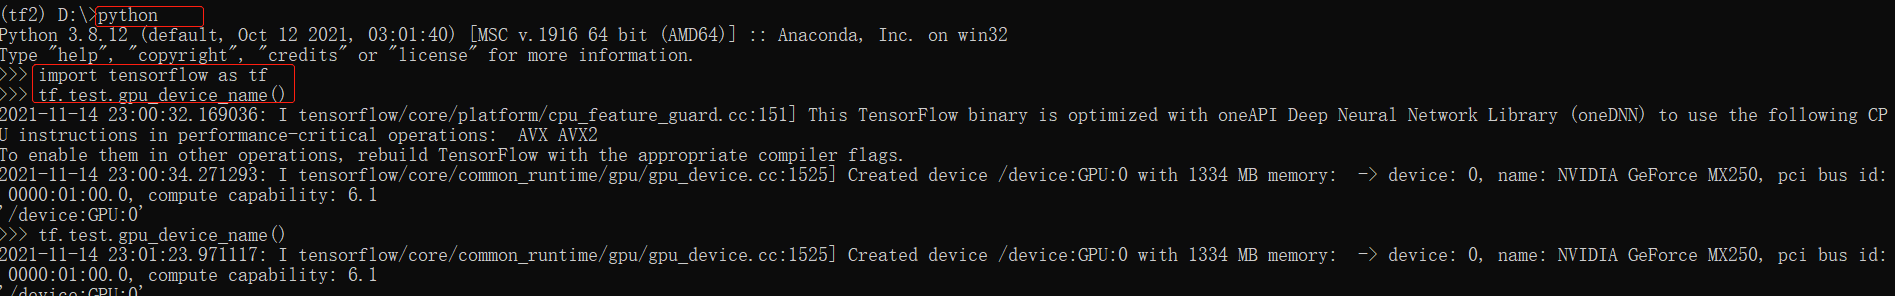 (tf2) D:\>python
Python 3.8.12 (default, Oct 12 2021, 03:01:40) [MSC v.1916 64 bit (AMD64)] :: Anaconda, Inc. on win32
Type "help", "copyright", "credits" or "license" for more information.
>>> import tensorflow as tf
>>> tf.test.gpu_device_name()
2021-11-14 23:00:32.169036: I tensorflow/core/platform/cpu_feature_guard.cc:151] This TensorFlow binary is optimized with oneAPI Deep Neural Network Library (oneDNN) to use the following CP
U instructions in performance-critical operations:  AVX AVX2
To enable them in other operations, rebuild TensorFlow with the appropriate compiler flags.
2021-11-14 23:00:34.271293: I tensorflow/core/common_runtime/gpu/gpu_device.cc:1525] Created device /device:GPU:0 with 1334 MB memory:  -> device: 0, name: NVIDIA GeForce MX250, pci bus id:
 0000:01:00.0, compute capability: 6.1
'/device:GPU:0'
>>> tf.test.gpu_device_name()
2021-11-14 23:01:23.971117: I tensorflow/core/common_runtime/gpu/gpu_device.cc:1525] Created device /device:GPU:0 with 1334 MB memory:  -> device: 0, name: NVIDIA GeForce MX250, pci bus id:
 0000:01:00.0, compute capability: 6.1
'/device:GPU:0'